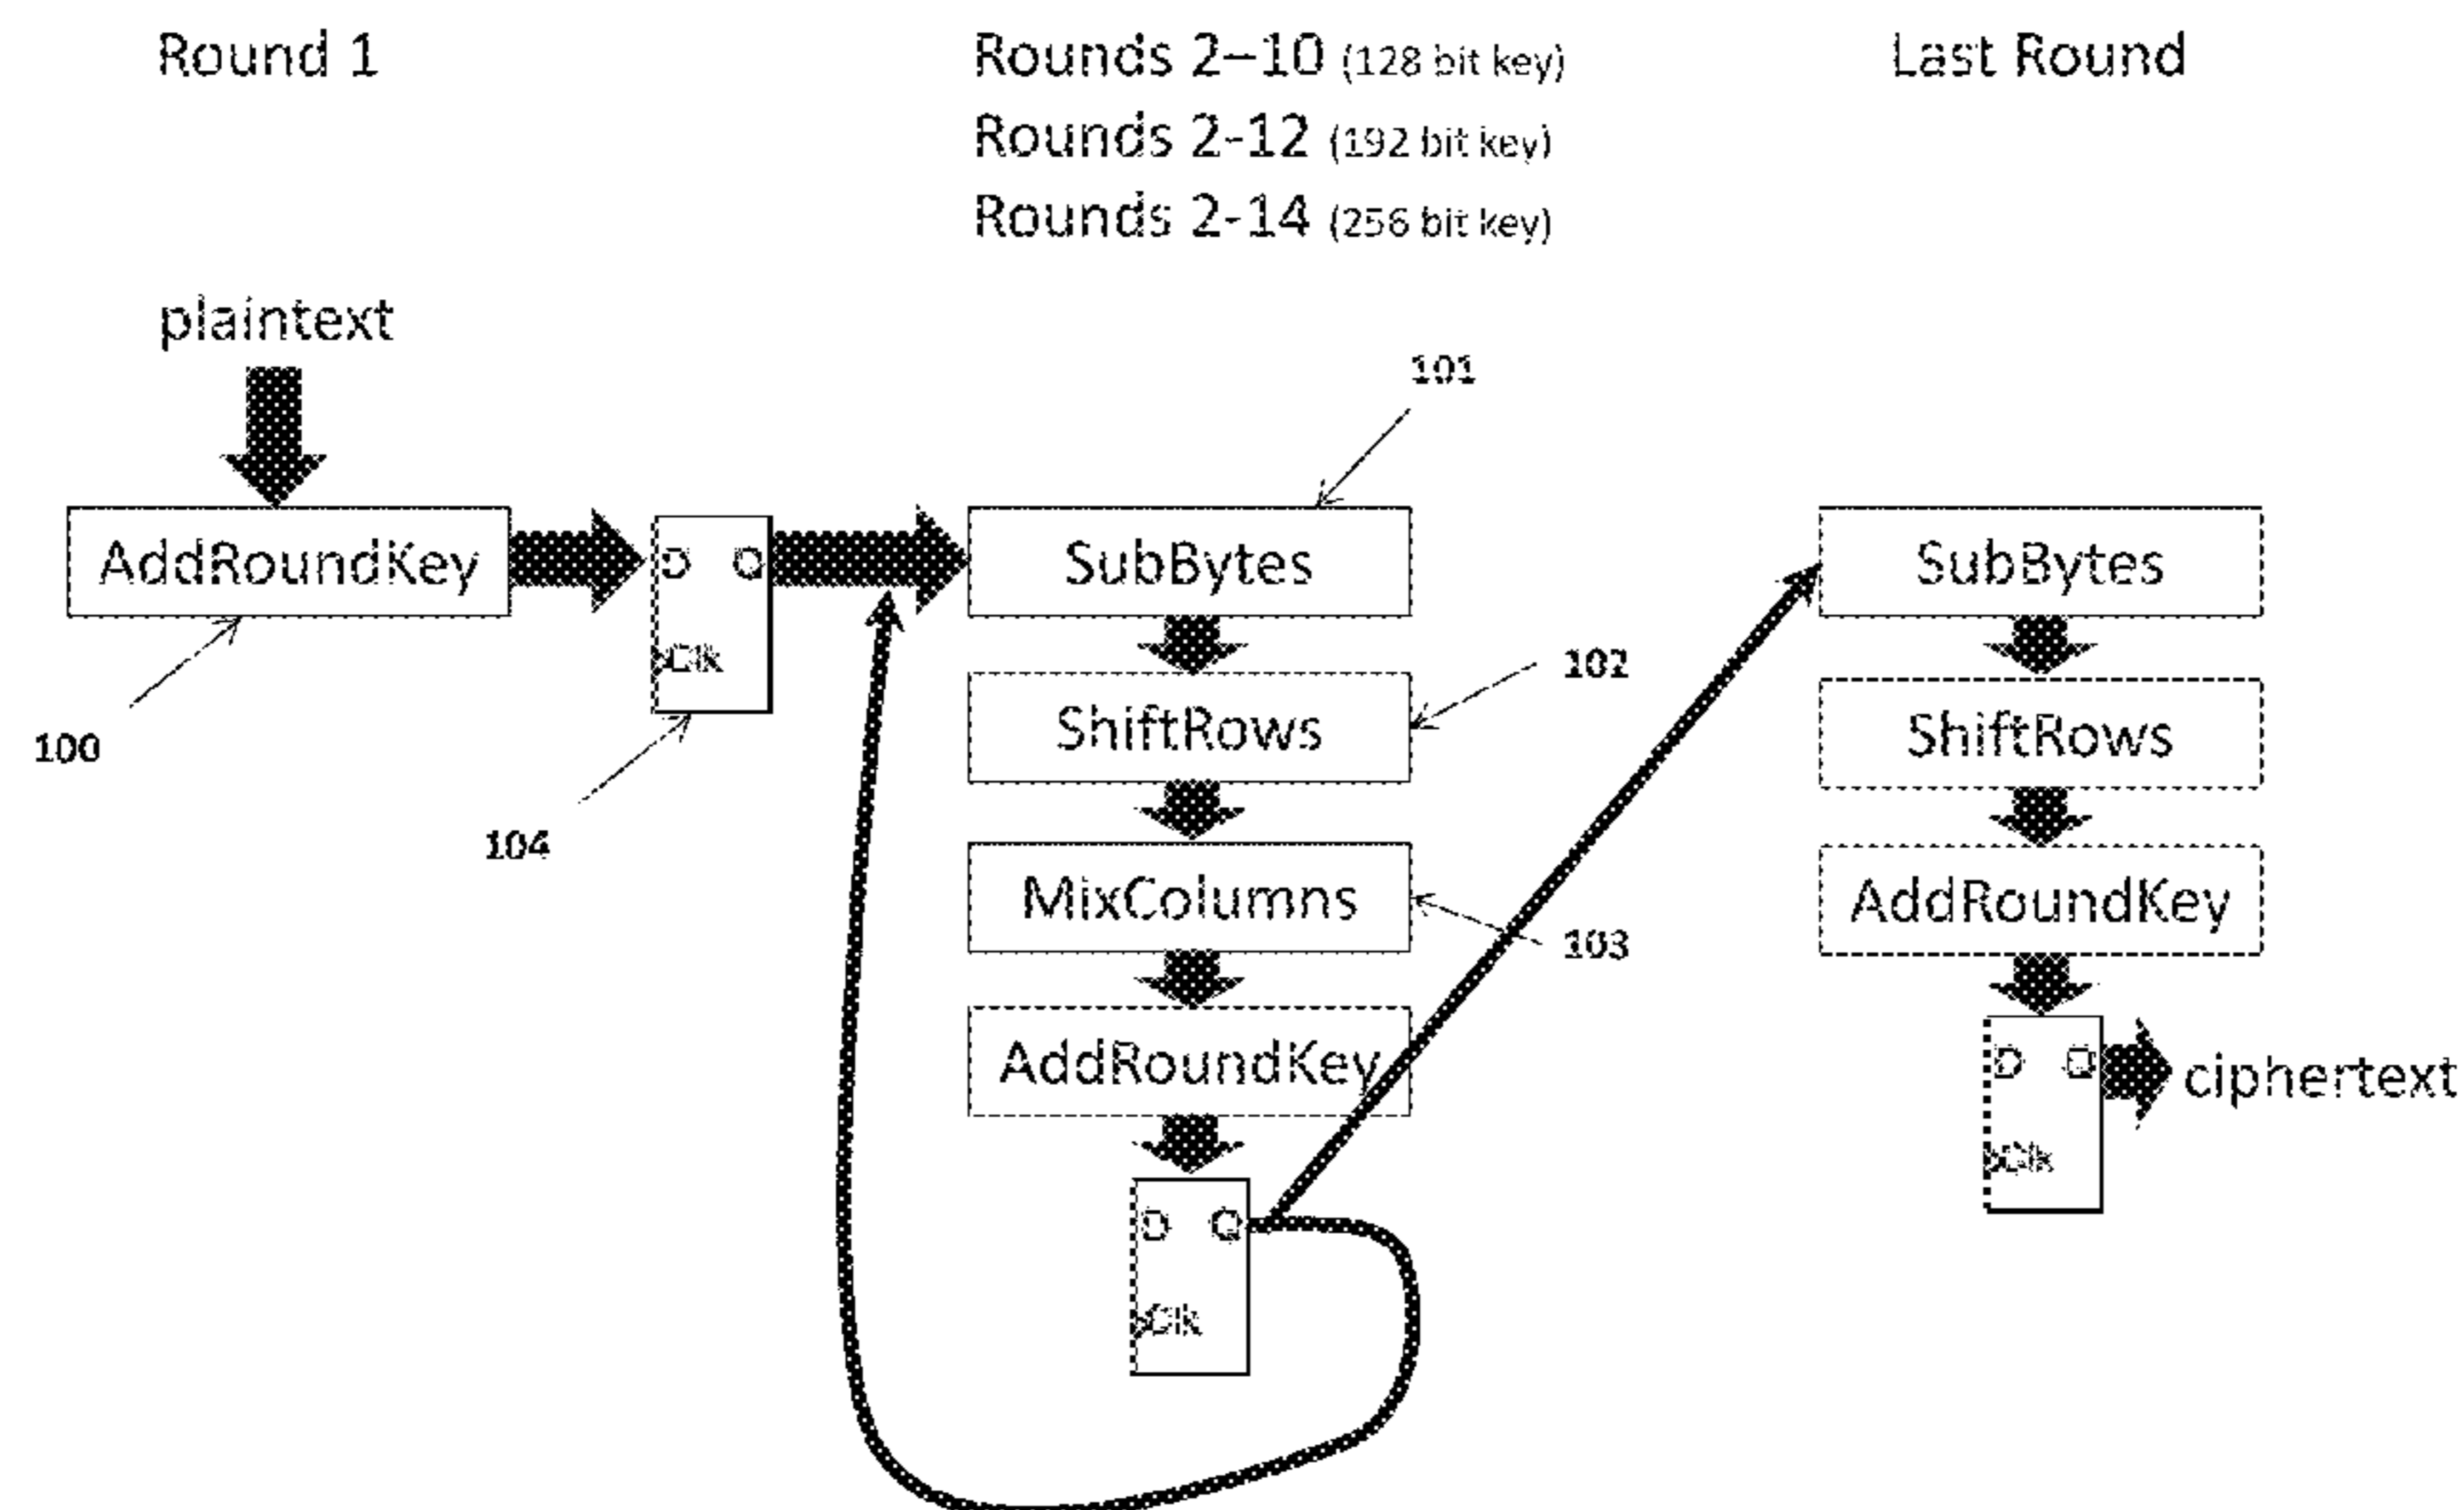 Round 1
Rounds 2–10 (128 bit key)
Rounds 2-12 (192 bit key)
Rounds 2-14 (256 bit key)
Last Round
plaintext
101
AddRoundKey
D Q
Clk
100
104
SubBytes
ShiftRows
102
MixColumns
103
AddRoundKey
D Q
Clk
SubBytes
ShiftRows
AddRoundKey
D Q
Clk
ciphertext